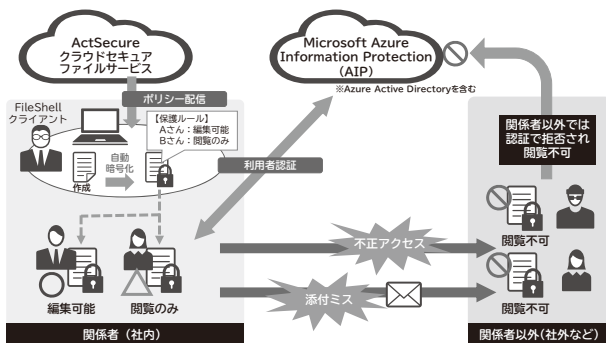 ActSecure
クラウドセキュア
ファイルサービス
Microsoft Azure
Information Protection
(AIP)
※Azure Active Directoryを含む
ポリシー配信
FileShell
クライアント
【保護ルール】
Aさん：編集可能
Bさん：閲覧のみ
自動
暗号化
作成
利用者認証
関係者以外では
認証で拒否され
閲覧不可
不正アクセス
閲覧不可
添付ミス
閲覧不可
編集可能
閲覧のみ
関係者（社内）
関係者以外(社外など)